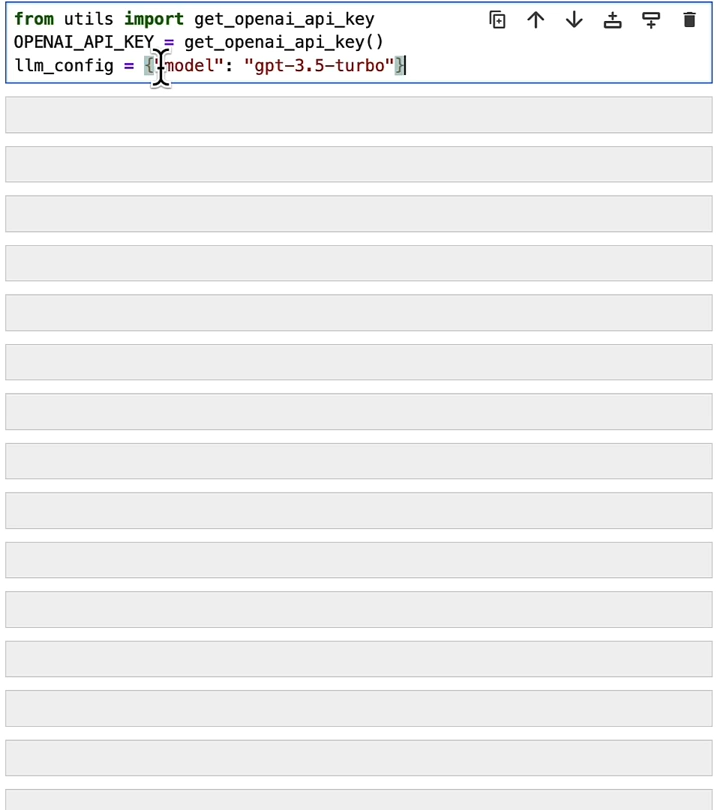 from utils import get_openai_api_key
OPENAI_API_KEY = get_openai_api_key()
llm_config = {"model": "gpt-3.5-turbo"}